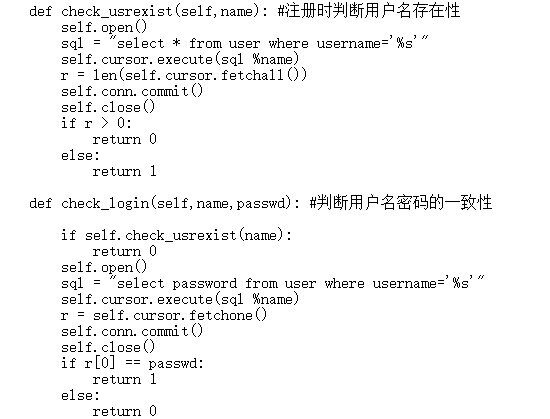 def check_usrexist(self,name): #注册时判断用户名存在性
self.open()
sql = "select * from user where username='%s'"
self.cursor.execute(sql %name)
r = len(self.cursor.fetchall())
self.conn.commit()
self.close()
if r > 0:
return 0
else:
return 1
def check_login(self,name,passwd): #判断用户名密码的一致性
if self.check_usrexist(name):
return 0
self.open()
sql = "select password from user where username='%s'"
self.cursor.execute(sql %name)
r = self.cursor.fetchone()
self.conn.commit()
self.close()
if r[0] == passwd:
return 1
else:
return 0